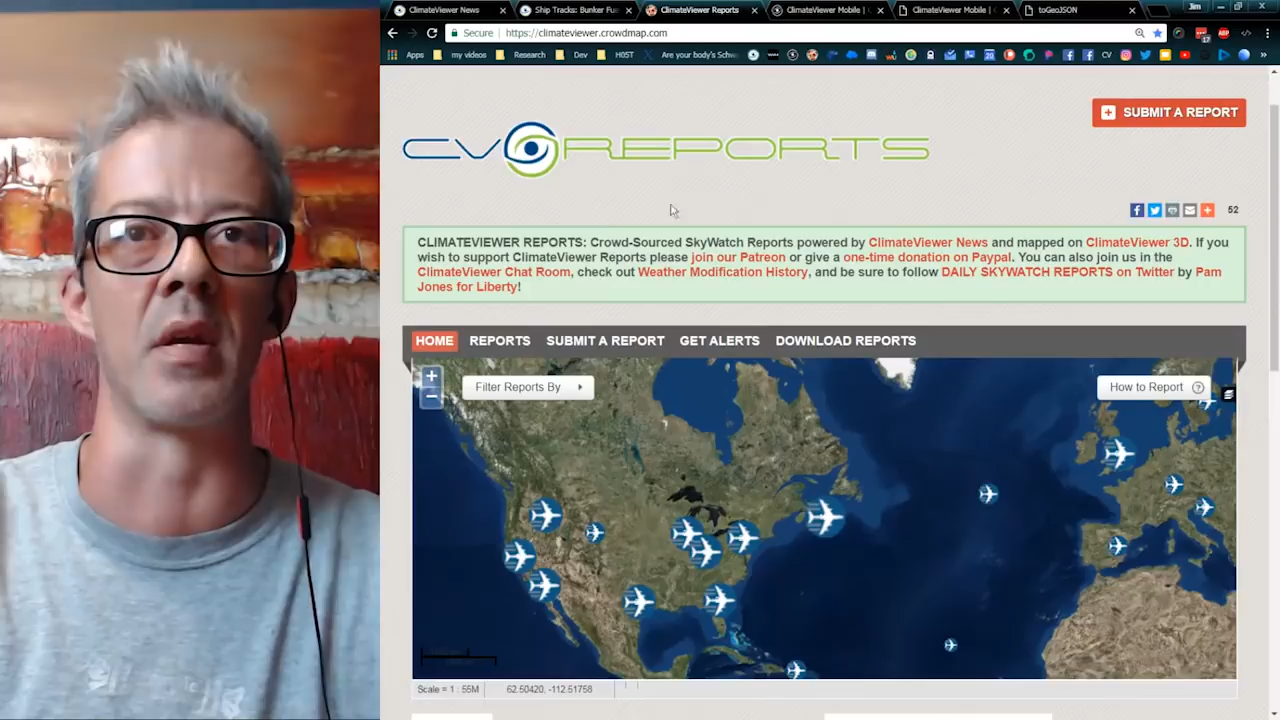 ClimateViewer News
Ship Tracks: Bunker Fu
ClimateViewer Reports
ClimateViewer Mobile |
ClimateViewer Mobile |
toGeoJSON
Jim
Secure
https://climateviewer.crowdmap.com
Apps
my videos
Research
Dev
H05T
Are your body's Schw
CV
CV REPORTS
SUBMIT A REPORT
52
CLIMATEVIEWER REPORTS: Crowd-Sourced SkyWatch Reports powered by ClimateViewer News and mapped on ClimateViewer 3D. If you
wish to support ClimateViewer Reports please join our Patreon or give a one-time donation on Paypal. You can also join us in the
ClimateViewer Chat Room, check out Weather Modification History, and be sure to follow DAILY SKYWATCH REPORTS on Twitter by Pam
Jones for Liberty!
HOME REPORTS SUBMIT A REPORT GET ALERTS DOWNLOAD REPORTS
+
Filter Reports By
How to Report ?
−
Scale = 1 : 55M
62.50420, -112.51758